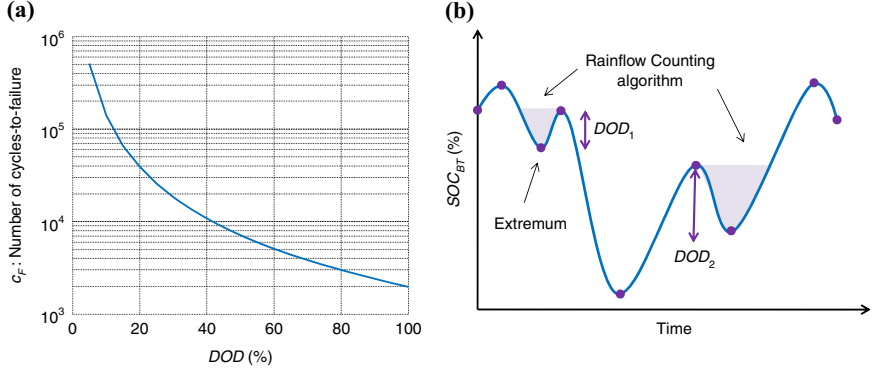 (a)
10^6
10^5
10^4
10^3
c_F : Number of cycles-to-failure
0
20
40
60
80
100
DOD (%)
(b)
Rainflow Counting
algorithm
DOD_1
Extremum
DOD_2
SOC_BT (%)
Time